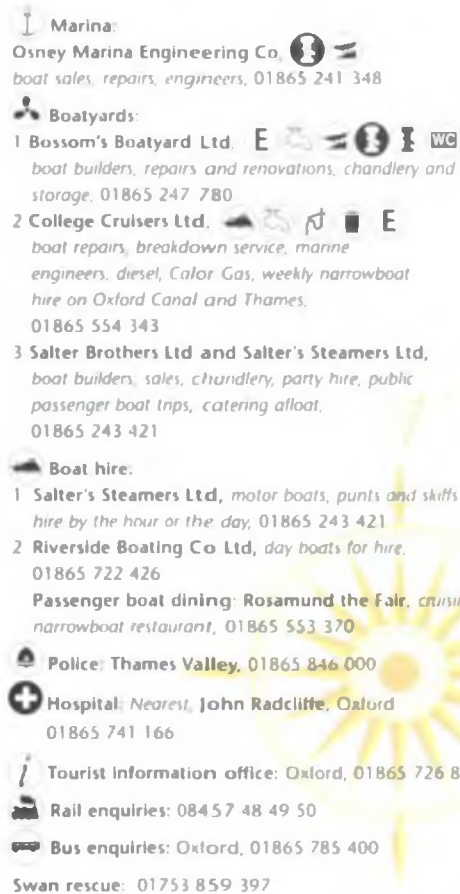 Marina:
Osney Marina Engineering Co,
boat sales, repairs, engineers, 01865 241 348
Boatyards:
1 Bossom's Boatyard Ltd, E WC
boat builders, repairs and renovations, chandlery and
storage, 01865 247 780
2 College Cruisers Ltd, E
boat repairs, breakdown service, marine
engineers, diesel, Calor Gas, weekly narrowboat
hire on Oxford Canal and Thames,
01865 554 343
3 Salter Brothers Ltd and Salter's Steamers Ltd,
boat builders, sales, chundlery, party hire, public
passenger boat trips, catering afloat,
01865 243 421
Boat hire:
1 Salter's Steamers Ltd, motor boats, punts and skiffs
hire by the hour or the day, 01865 243 421
2 Riverside Boating Co Ltd, day boats for hire,
01865 722 426
Passenger boat dining: Rosamund the Fair,
narrowboat restaurant, 01865 553 370
Police: Thames Valley, 01865 846 000
Hospital: Nearest, John Radcliffe, Oxford
01865 741 166
i Tourist information office: Oxford, 01865 726 8
Rail enquiries: 08457 48 49 50
Bus enquiries: Oxford, 01865 785 400
Swan rescue: 01753 859 397